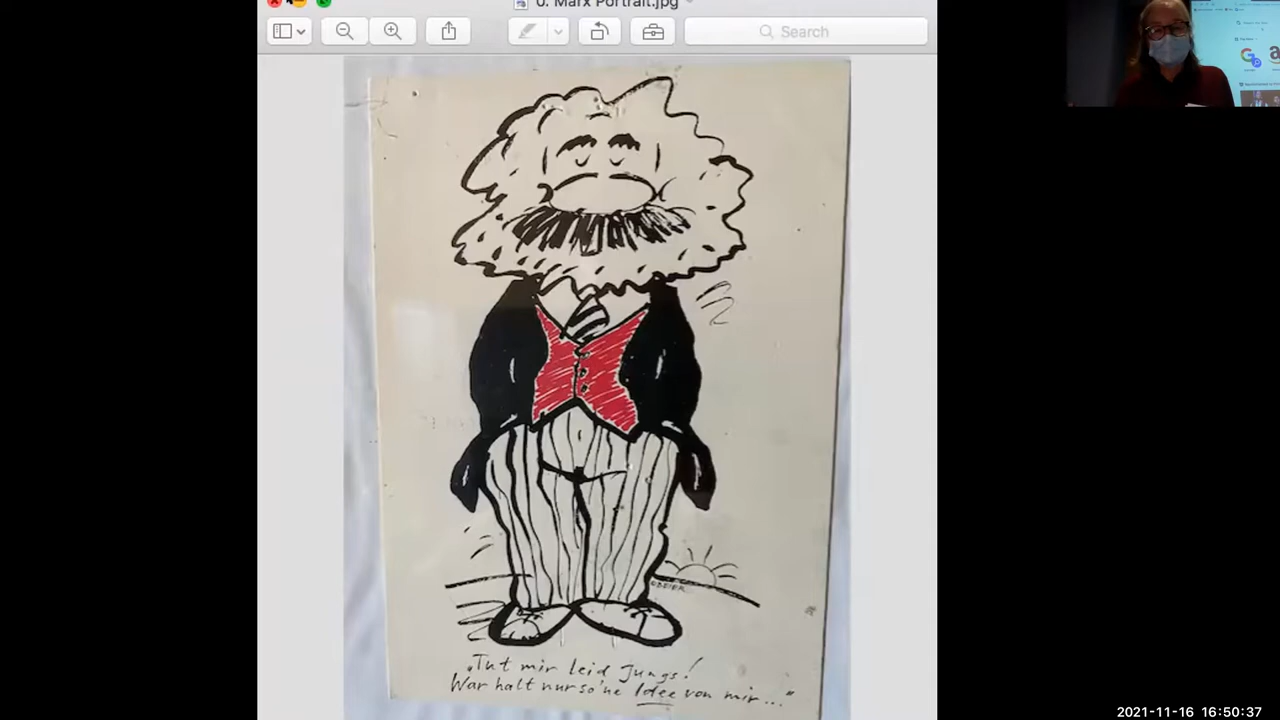 0. Marx Portrait.jpg
Search
„Tut mir leid Jungs!
War halt nur so'ne Idee von mir..."
2021-11-16 16:50:37